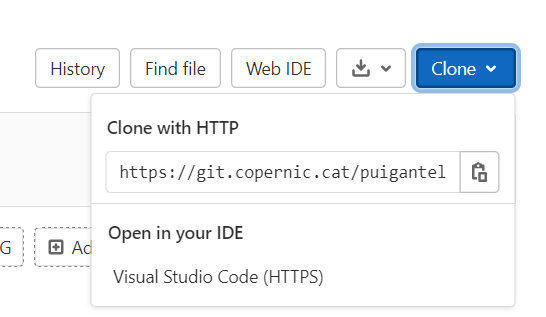 History Find file Web IDE Clone
Clone with HTTP
https://git.copernic.cat/puigantel
Open in your IDE
G Ad
Visual Studio Code (HTTPS)